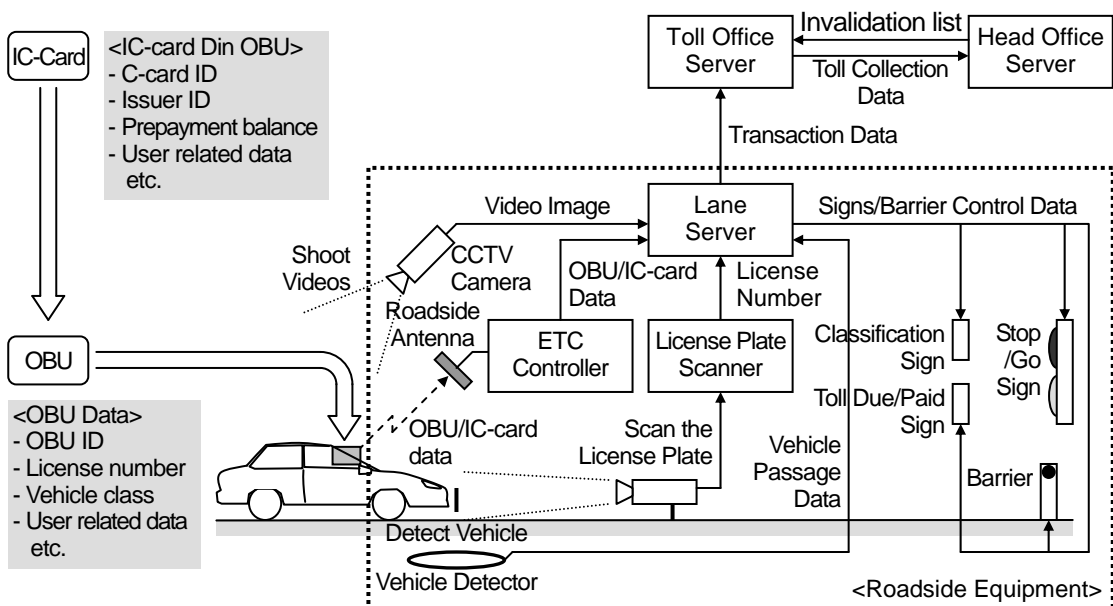 IC-Card
<IC-card Din OBU>
- C-card ID
- Issuer ID
- Prepayment balance
- User related data
etc.
Toll Office
Server
Invalidation list
Toll Collection
Data
Head Office
Server
Transaction Data
Video Image
Lane
Server
Signs/Barrier Control Data
Shoot
Videos
CCTV
Camera
OBU/IC-card
Data
License
Number
Roadside
Antenna
ETC
Controller
License Plate
Scanner
Classification
Sign
Stop
/Go
Sign
Toll Due/Paid
Sign
OBU
<OBU Data>
- OBU ID
- License number
- Vehicle class
- User related data
etc.
OBU/IC-card
data
Scan the
License Plate
Vehicle
Passage
Data
Barrier
Detect Vehicle
Vehicle Detector
<Roadside Equipment>